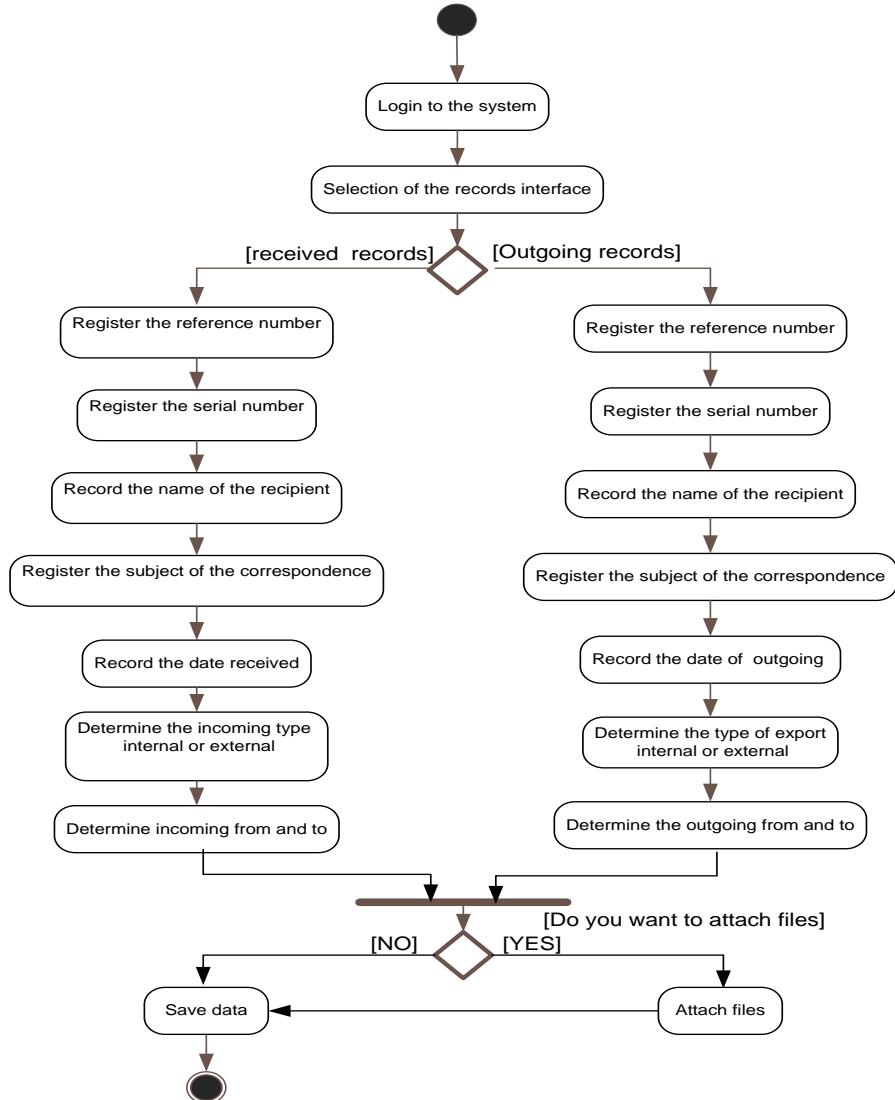 Login to the system
Selection of the records interface
[received  records]
[Outgoing records]
Register the reference number
Register the serial number
Record the name of the recipient
Register the subject of the correspondence
Record the date received
Determine the incoming type
internal or external
Determine incoming from and to
Register the reference number
Register the serial number
Record the name of the recipient
Register the subject of the correspondence
Record the date of  outgoing
Determine the type of export
internal or external
Determine the outgoing from and to
[Do you want to attach files]
[NO]
[YES]
Save data
Attach files